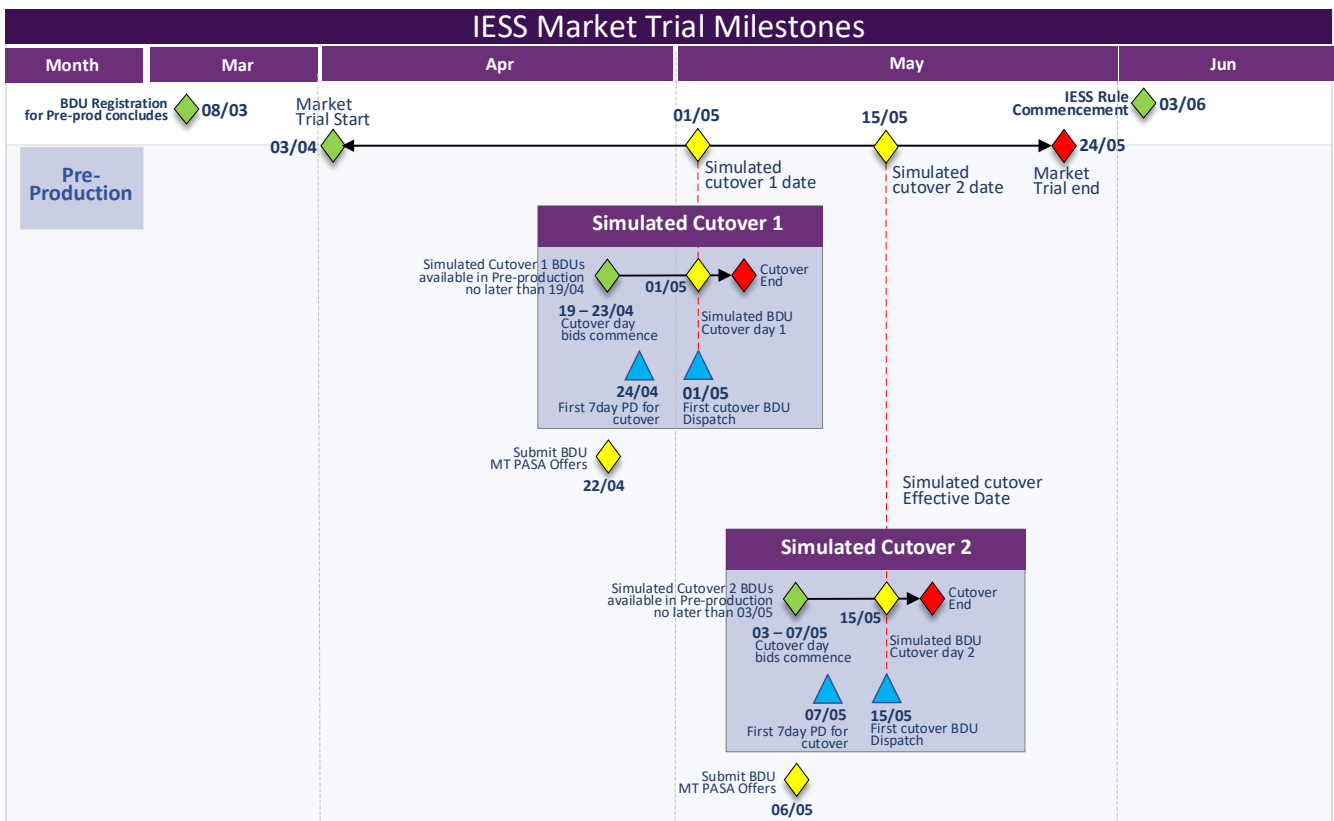 IESS Market Trial Milestones
Month
Mar
Apr
May
Jun
BDU Registration
for Pre-prod concludes
08/03
Market
Trial Start
03/04
01/05
15/05
IESS Rule
Commencement
03/06
24/05
Simulated
cutover 1 date
Simulated
cutover 2 date
Market
Trial end
Pre-
Production
Simulated Cutover 1
Simulated Cutover 1 BDUs
available in Pre-production
no later than 19/04
01/05
Cutover
End
19 – 23/04
Cutover day
bids commence
Simulated BDU
Cutover day 1
24/04
First 7day PD for
cutover
01/05
First cutover BDU
Dispatch
Submit BDU
MT PASA Offers
22/04
Simulated cutover
Effective Date
Simulated Cutover 2
Simulated Cutover 2 BDUs
available in Pre-production
no later than 03/05
15/05
Cutover
End
03 – 07/05
Cutover day
bids commence
Simulated BDU
Cutover day 2
07/05
First 7day PD for
cutover
15/05
First cutover BDU
Dispatch
Submit BDU
MT PASA Offers
06/05